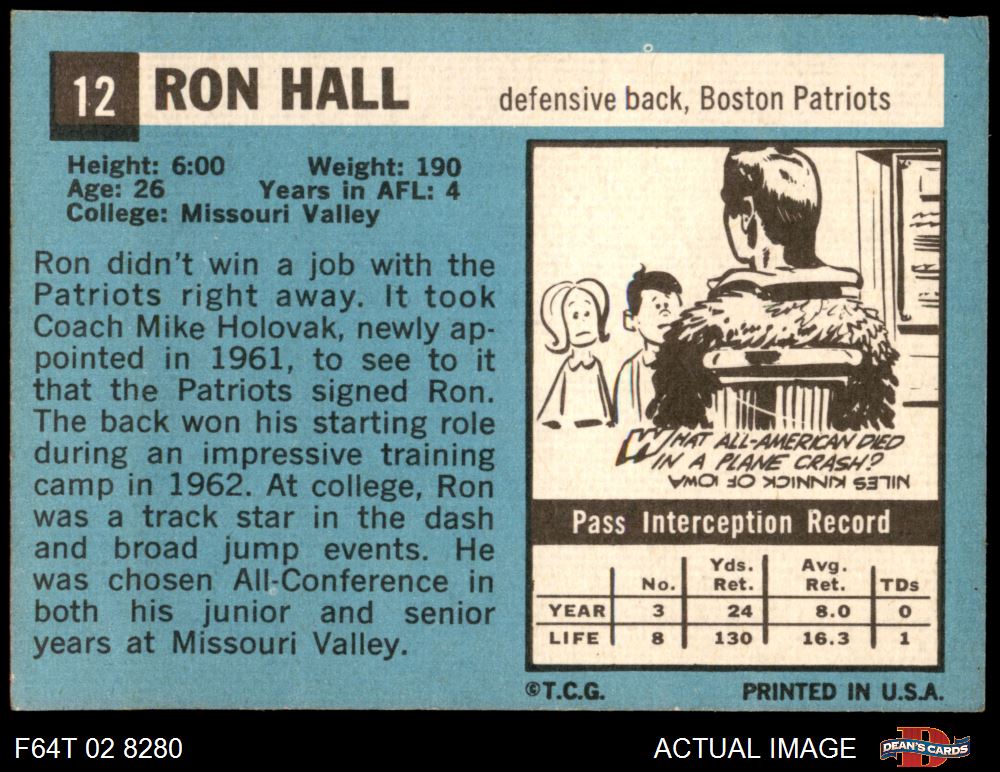 12 RON HALL defensive back, Boston Patriots
Height: 6:00 Weight: 190
Age: 26 Years in AFL: 4
College: Missouri Valley
Ron didn't win a job with the
Patriots right away. It took
Coach Mike Holovak, newly ap-
pointed in 1961, to see to it
that the Patriots signed Ron.
The back won his starting role
during an impressive training
camp in 1962. At college, Ron
was a track star in the dash
and broad jump events. He
was chosen All-Conference in
both his junior and senior
years at Missouri Valley.
WHAT ALL-AMERICAN DIED
IN A PLANE CRASH?
NILES KINNICK OF IOWA
Pass Interception Record
No. Yds. Ret. Avg. Ret. TDs
YEAR 3 24 8.0 0
LIFE 8 130 16.3 1
©T.C.G. PRINTED IN U.S.A.
F64T 02 8280 ACTUAL IMAGE DEAN'S CARDS